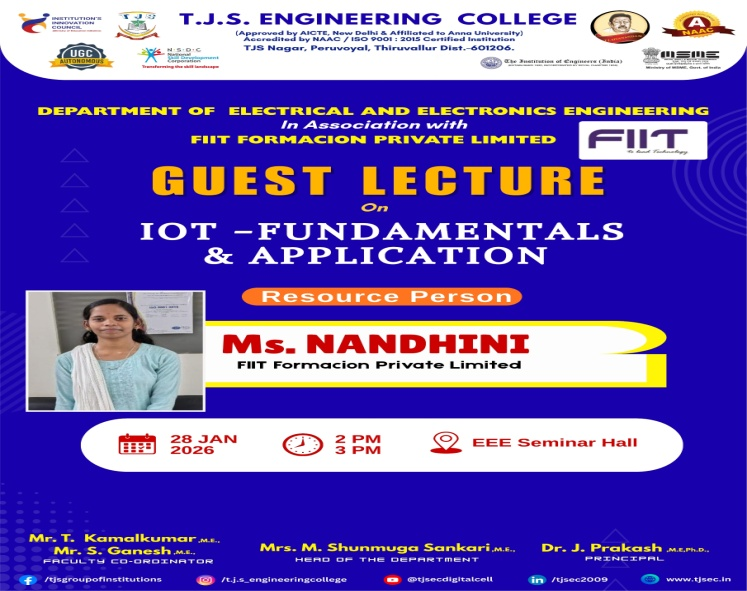 INSTITUTION'S
INNOVATION
COUNCIL
T.J.S. ENGINEERING COLLEGE
(Approved by AICTE, New Delhi & Affiliated to Anna University)
Accredited by NAAC / ISO 9001 : 2015 Certified Institution
TJS Nagar, Peruvoyal, Thiruvallur Dist.-601206.
UGC
AUTONOMOUS
N·S·D·C
National
Skill Development
Corporation
Transforming the skill landscape
A
NAAC
The Institution of Engineers (India)
MSME
Ministry of MSME, Govt. of India
DEPARTMENT OF ELECTRICAL AND ELECTRONICS ENGINEERING
In Association with
FIIT FORMACION PRIVATE LIMITED
FIIT
To lead Technology
GUEST LECTURE
On
IOT –FUNDAMENTALS
& APPLICATION
Resource Person
Ms. NANDHINI
FIIT Formacion Private Limited
28 JAN
2026
2 PM
3 PM
EEE Seminar Hall
Mr. T. Kamalkumar,M.E.,
Mr. S. Ganesh,M.E.,
FACULTY CO-ORDINATOR
Mrs. M. Shunmuga Sankari,M.E.,
HEAD OF THE DEPARTMENT
Dr. J. Prakash ,M.E,Ph.D.,
PRINCIPAL
/tjsgroupofinstitutions
/t.j.s_engineeringcollege
@tjsecdigitalcell
/tjsec2009
www.tjsec.in